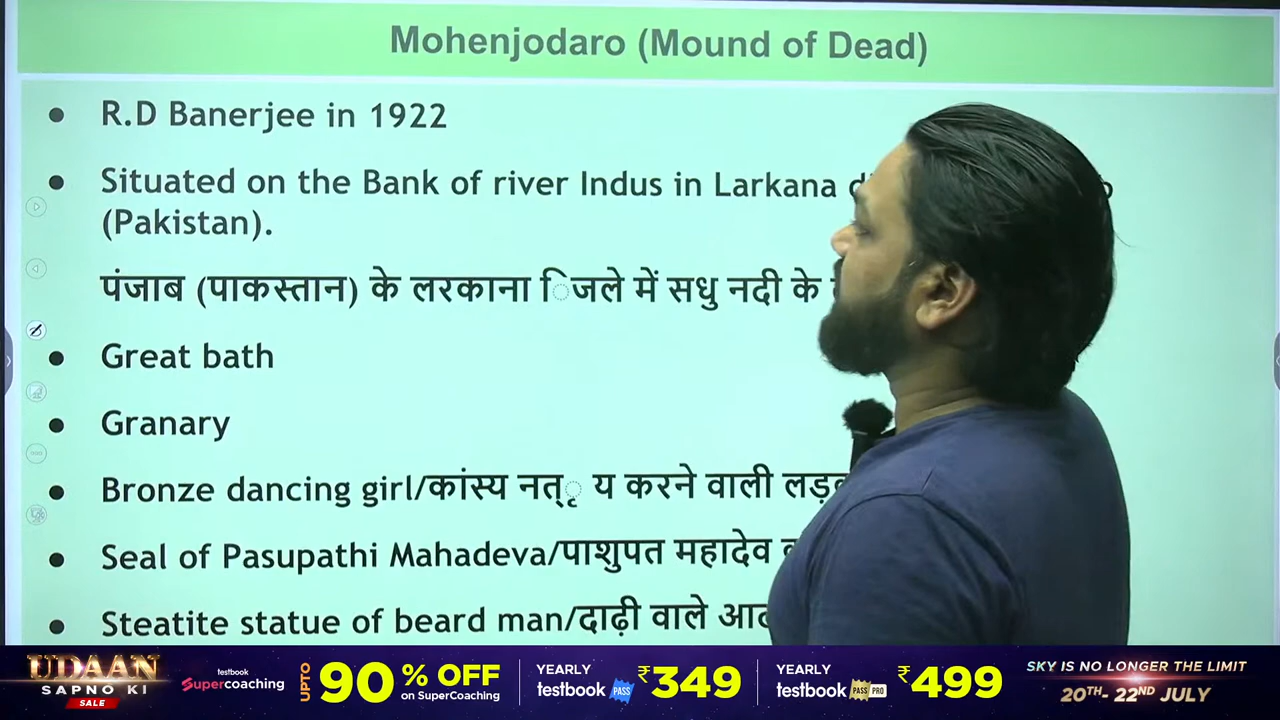 Mohenjodaro (Mound of Dead)
R.D Banerjee in 1922
Situated on the Bank of river Indus in Larkana
(Pakistan).
पंजाब (पाकस्तान) के लरकाना िजले में सधु नदी के
Great bath
Granary
Bronze dancing girl/कांस्य नत्ृ य करने वाली
Seal of Pasupathi Mahadeva/पाशुपत महादेव
Steatite statue of beard man/दाढ़ी वाले
UDAAN
SAPNO KI
SALE
testbook
Supercoaching
UPTO 90% OFF
on SuperCoaching
YEARLY
testbook PASS
₹349
YEARLY
testbook PASS PRO
₹499
SKY IS NO LONGER THE LIMIT
20TH- 22ND JULY